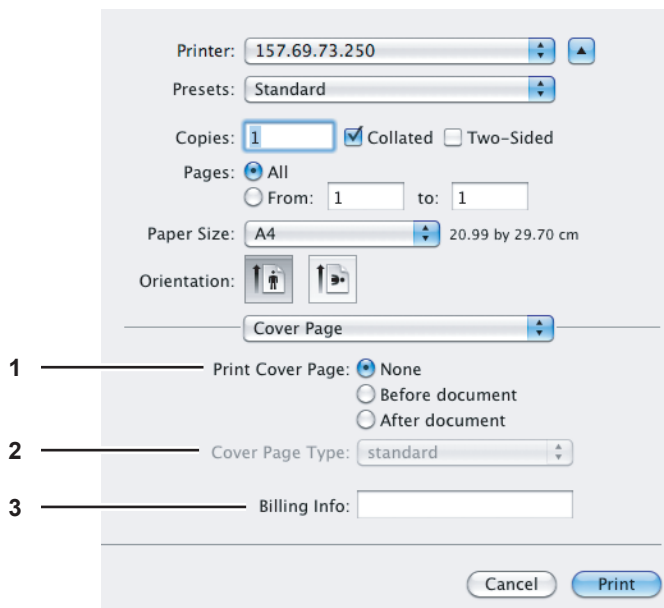 Printer: 157.69.73.250
Presets: Standard
Copies: 1 Collated Two-Sided
Pages: All
From: 1 to: 1
Paper Size: A4 20.99 by 29.70 cm
Orientation:
Cover Page
1 Print Cover Page: None
Before document
After document
2 Cover Page Type: standard
3 Billing Info:
Cancel Print